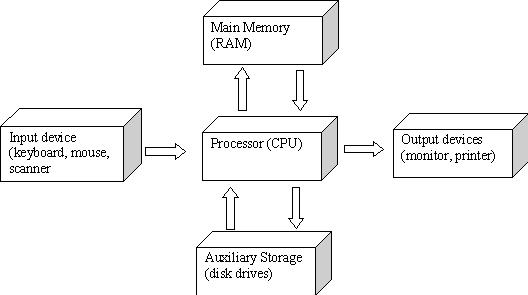 Main Memory
(RAM)
Input device
(keyboard, mouse,
scanner
Processor (CPU)
Output devices
(monitor, printer)
Auxiliary Storage
(disk drives)